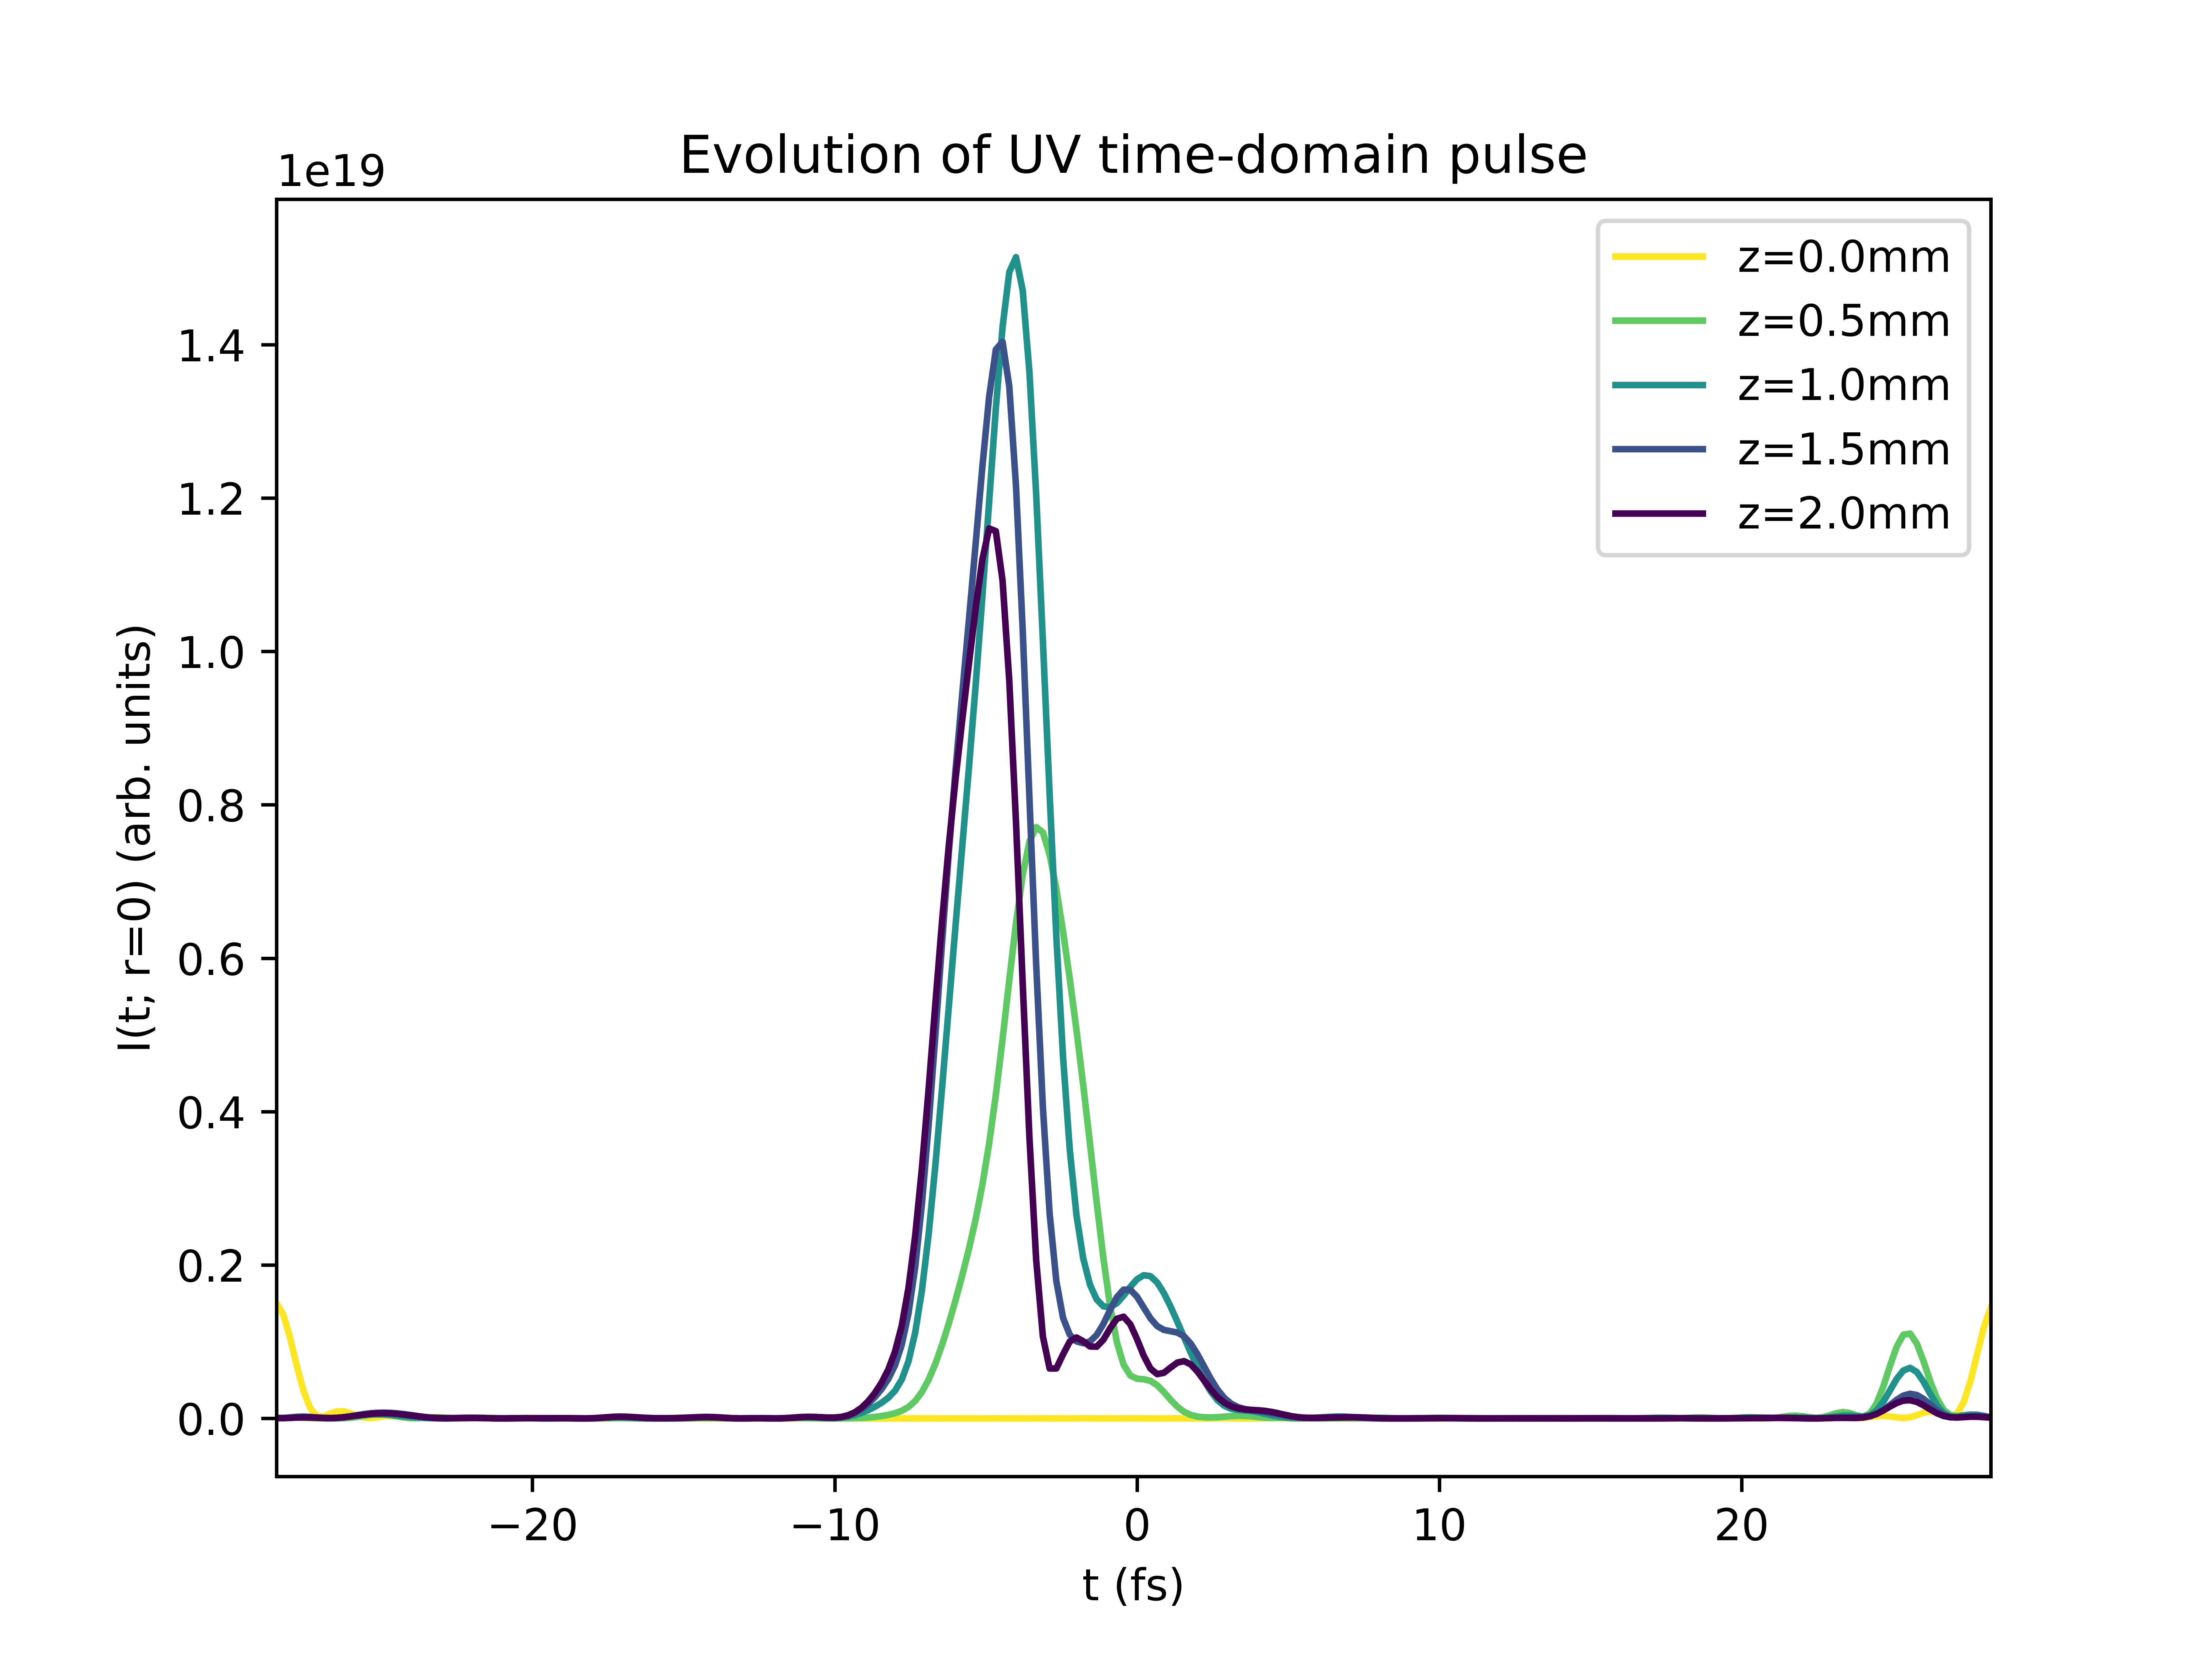 Evolution of UV time-domain pulse
1e19
z=0.0mm
z=0.5mm
z=1.0mm
z=1.5mm
z=2.0mm
1.4
1.2
1.0
0.8
0.6
0.4
0.2
0.0
I(t; r=0) (arb. units)
−20
−10
0
10
20
t (fs)